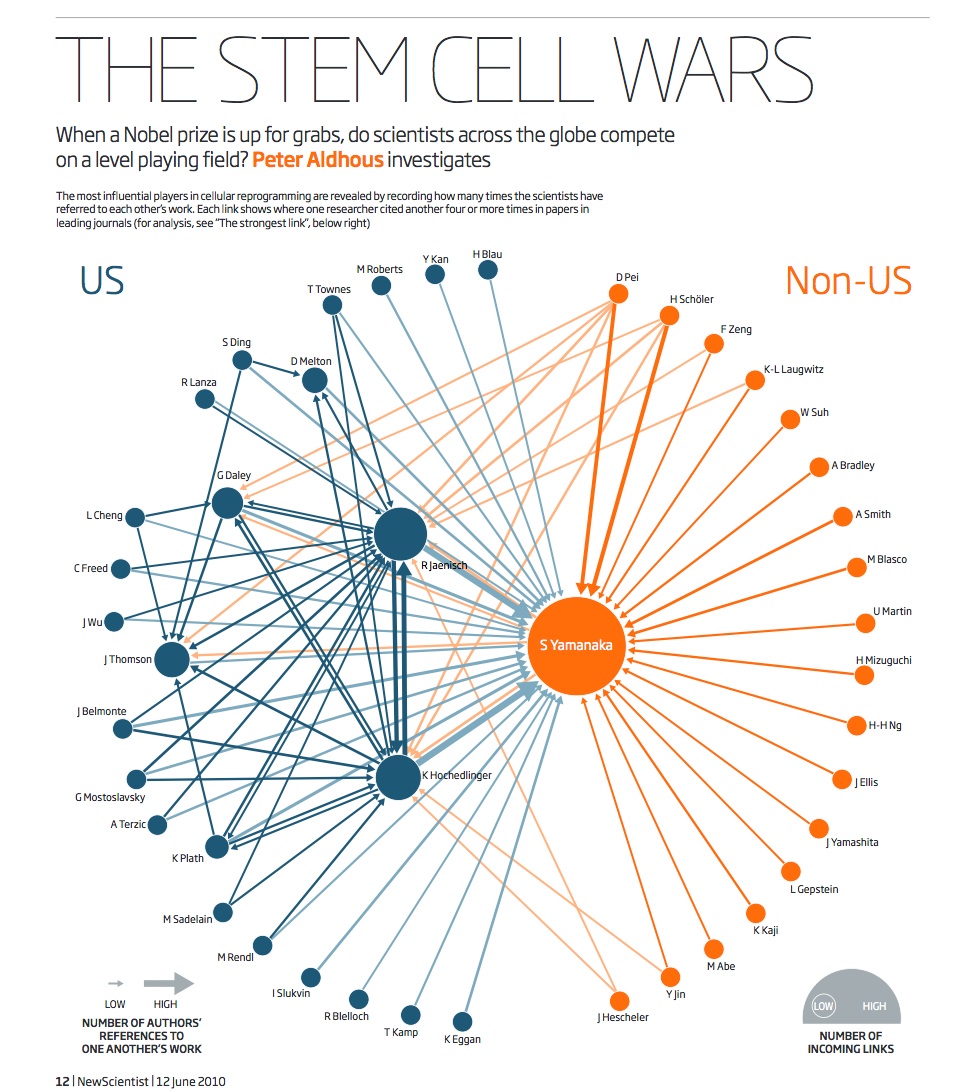 THE STEM CELL WARS
When a Nobel prize is up for grabs, do scientists across the globe compete
on a level playing field? Peter Aldhous investigates
The most influential players in cellular reprogramming are revealed by recording how many times the scientists have
referred to each other's work. Each link shows where one researcher cited another four or more times in papers in
leading journals (for analysis, see "The strongest link", below right)
US
Non-US
H Blau
Y Kan
M Roberts
T Townes
S Ding
D Melton
R Lanza
G Daley
L Cheng
C Freed
J Wu
J Thomson
J Belmonte
G Mostoslavsky
A Terzic
K Plath
M Sadelain
M Rendl
I Slukvin
R Blelloch
T Kamp
K Eggan
R Jaenisch
K Hochedlinger
S Yamanaka
D Pei
H Schöler
F Zeng
K-L Laugwitz
W Suh
A Bradley
A Smith
M Blasco
U Martin
H Mizuguchi
H-H Ng
J Ellis
J Yamashita
L Gepstein
K Kaji
M Abe
Y Jin
J Hescheler
LOW
HIGH
NUMBER OF AUTHORS'
REFERENCES TO
ONE ANOTHER'S WORK
LOW
HIGH
NUMBER OF
INCOMING LINKS
12 | NewScientist | 12 June 2010